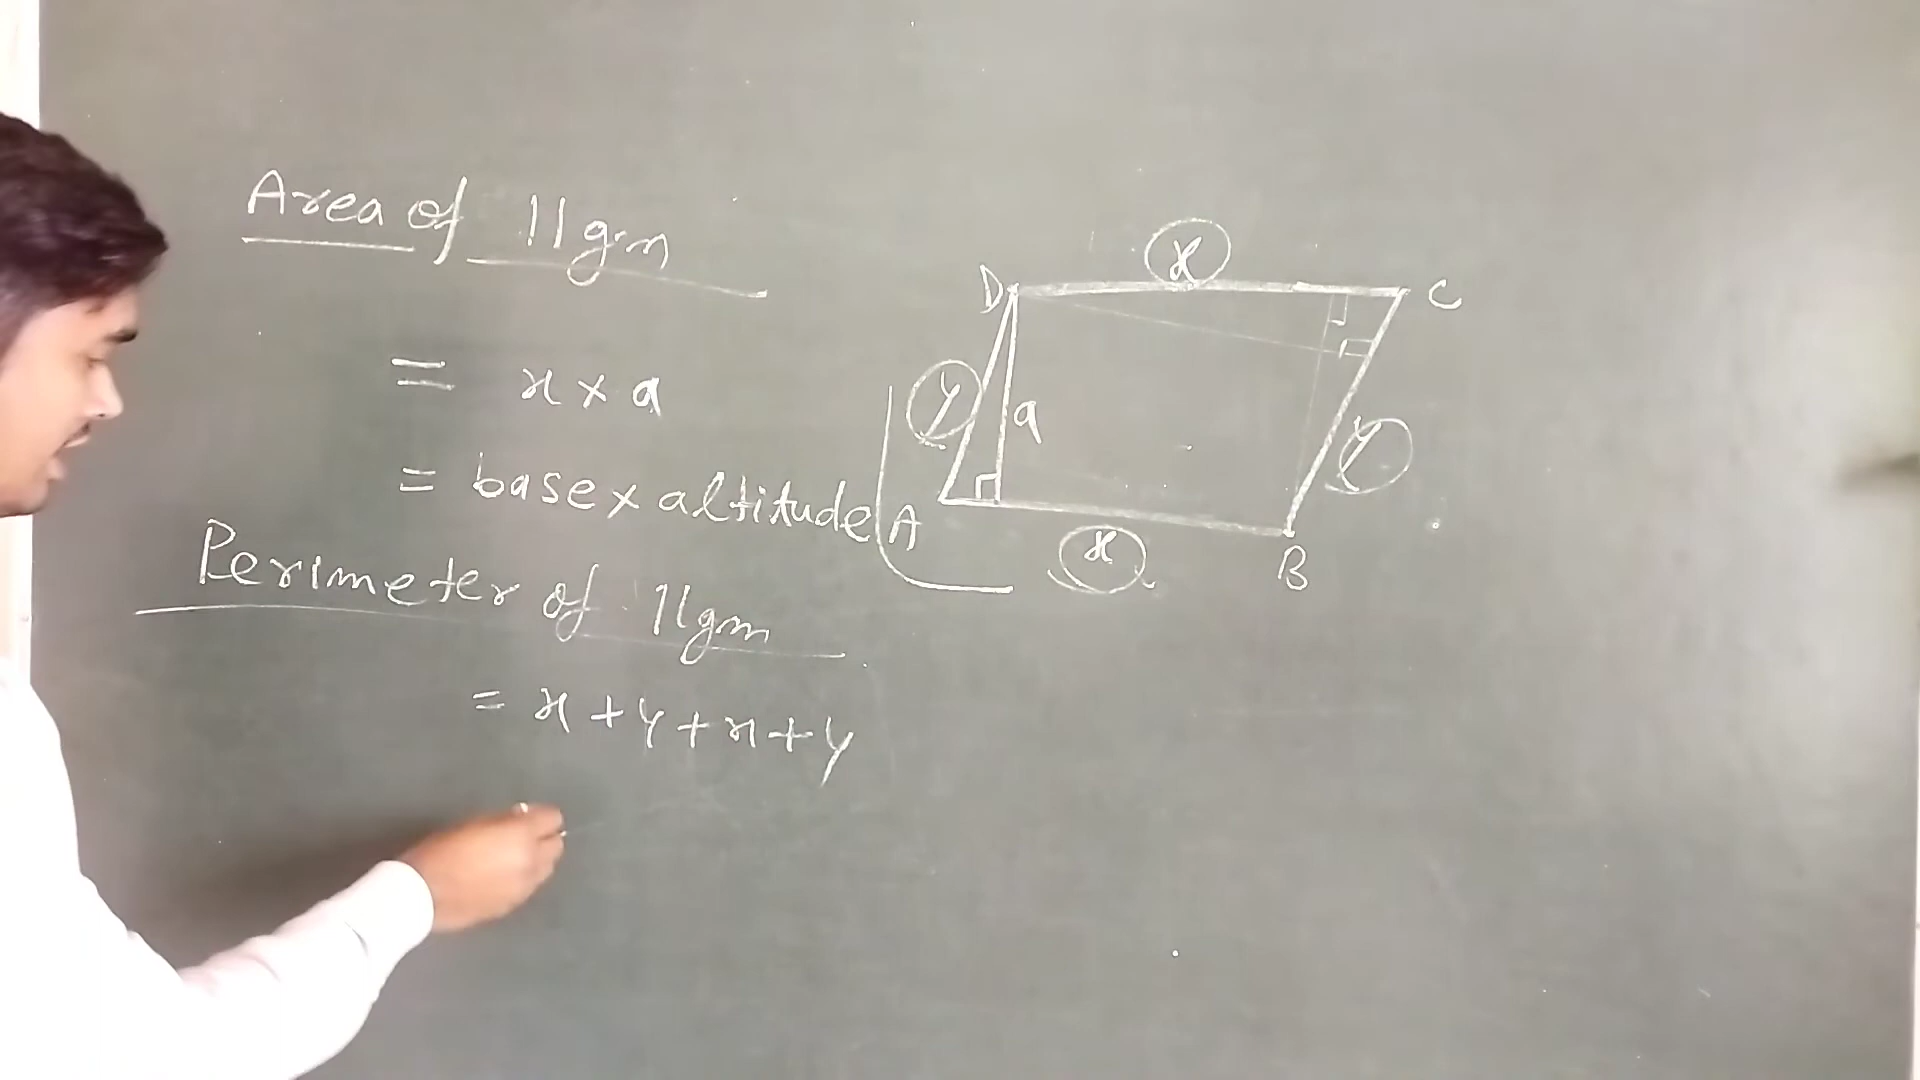 Area of ||gm
= x × a
= base × altitude
Perimeter of ||gm
= x + y + x + y
x
D
C
y
a
y
A
x
B